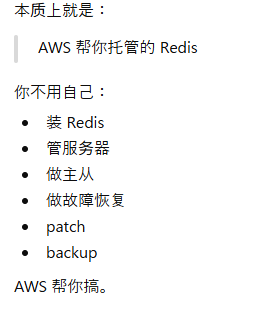 本质上就是：
AWS 帮你托管的 Redis
你不用自己：
装 Redis
管服务器
做主从
做故障恢复
patch
backup
AWS 帮你搞。